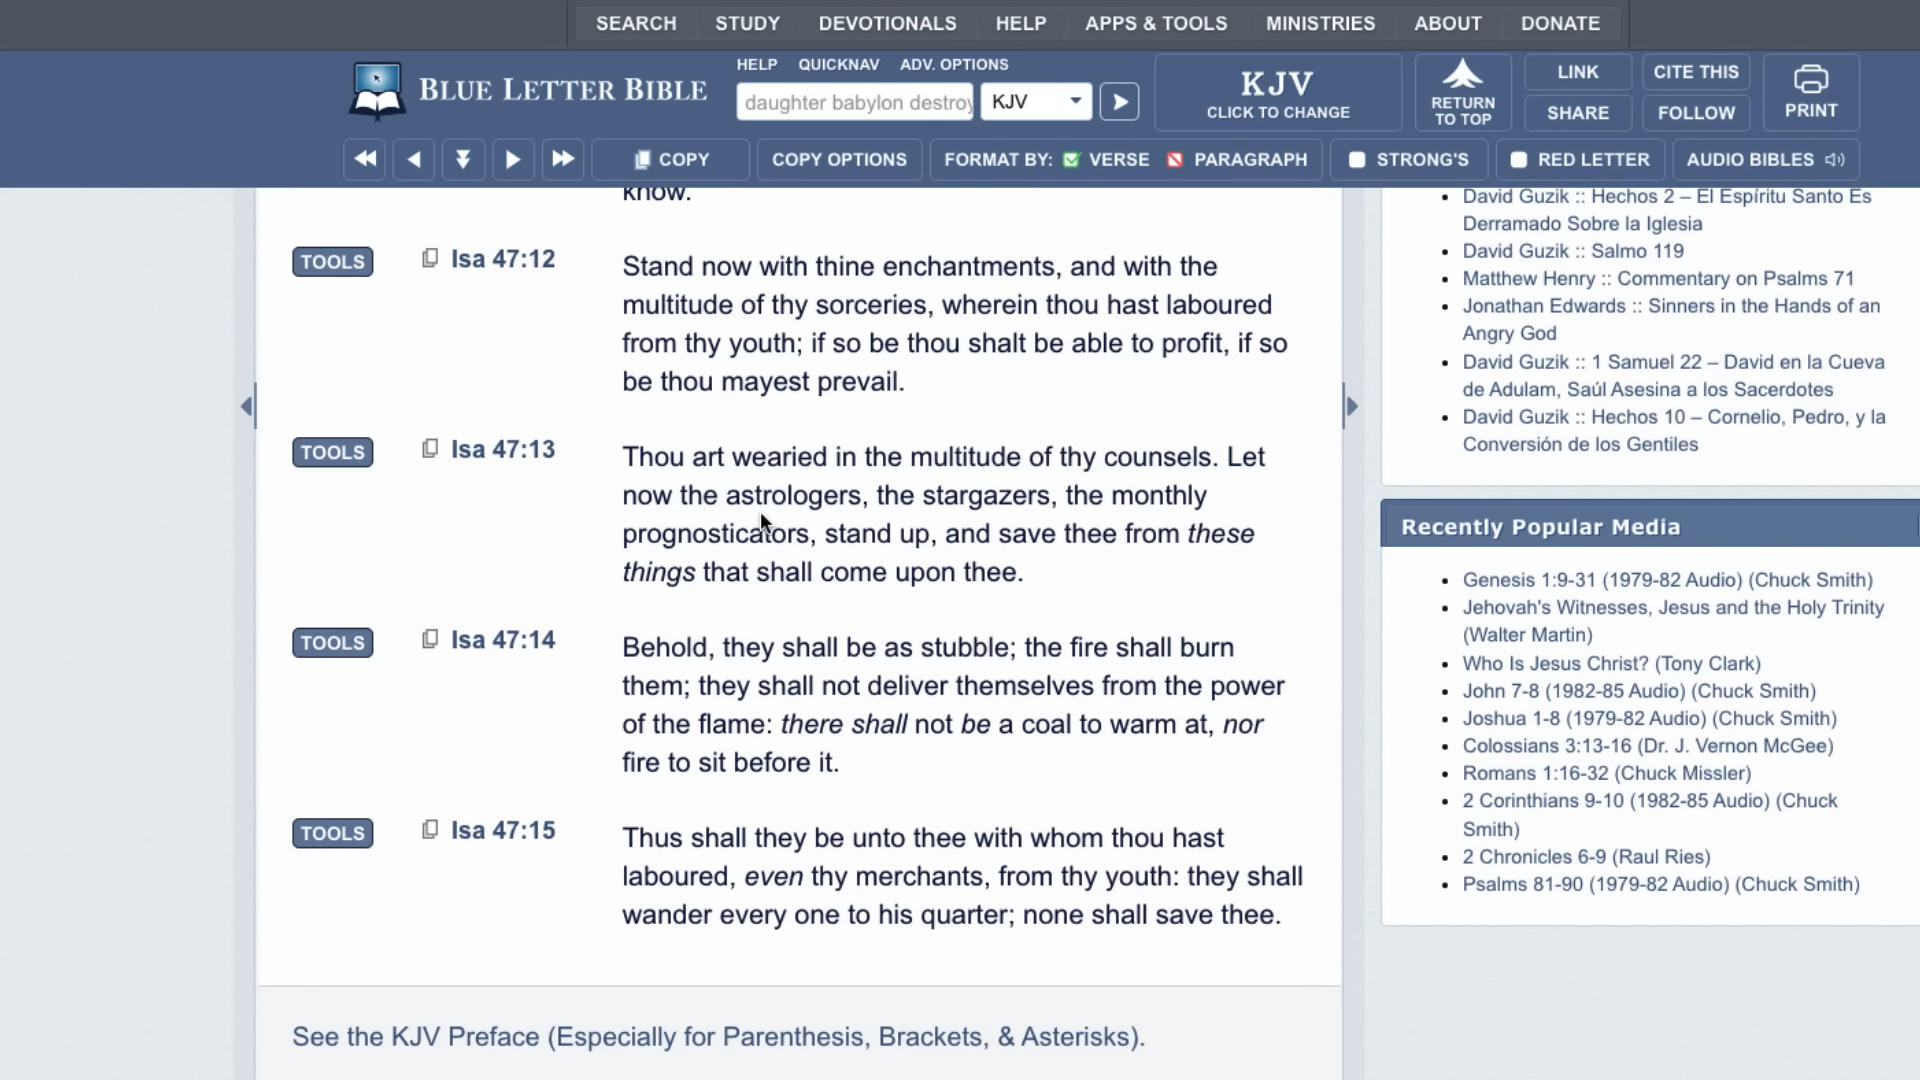 SEARCH STUDY DEVOTIONALS HELP APPS & TOOLS MINISTRIES ABOUT DONATE
BLUE LETTER BIBLE
HELP QUICKNAV ADV. OPTIONS
daughter babylon destroy
KJV
KJV
CLICK TO CHANGE
RETURN
TO TOP
LINK
CITE THIS
SHARE
FOLLOW
PRINT
COPY
COPY OPTIONS
FORMAT BY: VERSE PARAGRAPH
STRONG'S
RED LETTER
AUDIO BIBLES
know.
TOOLS
Isa 47:12
Stand now with thine enchantments, and with the
multitude of thy sorceries, wherein thou hast laboured
from thy youth; if so be thou shalt be able to profit, if so
be thou mayest prevail.
TOOLS
Isa 47:13
Thou art wearied in the multitude of thy counsels. Let
now the astrologers, the stargazers, the monthly
prognosticators, stand up, and save thee from these
things that shall come upon thee.
TOOLS
Isa 47:14
Behold, they shall be as stubble; the fire shall burn
them; they shall not deliver themselves from the power
of the flame: there shall not be a coal to warm at, nor
fire to sit before it.
TOOLS
Isa 47:15
Thus shall they be unto thee with whom thou hast
laboured, even thy merchants, from thy youth: they shall
wander every one to his quarter; none shall save thee.
See the KJV Preface (Especially for Parenthesis, Brackets, & Asterisks).
David Guzik :: Hechos 2 – El Espíritu Santo Es
Derramado Sobre la Iglesia
David Guzik :: Salmo 119
Matthew Henry :: Commentary on Psalms 71
Jonathan Edwards :: Sinners in the Hands of an
Angry God
David Guzik :: 1 Samuel 22 – David en la Cueva
de Adulam, Saúl Asesina a los Sacerdotes
David Guzik :: Hechos 10 – Cornelio, Pedro, y la
Conversión de los Gentiles
Recently Popular Media
Genesis 1:9-31 (1979-82 Audio) (Chuck Smith)
Jehovah's Witnesses, Jesus and the Holy Trinity
(Walter Martin)
Who Is Jesus Christ? (Tony Clark)
John 7-8 (1982-85 Audio) (Chuck Smith)
Joshua 1-8 (1979-82 Audio) (Chuck Smith)
Colossians 3:13-16 (Dr. J. Vernon McGee)
Romans 1:16-32 (Chuck Missler)
2 Corinthians 9-10 (1982-85 Audio) (Chuck
Smith)
2 Chronicles 6-9 (Raul Ries)
Psalms 81-90 (1979-82 Audio) (Chuck Smith)